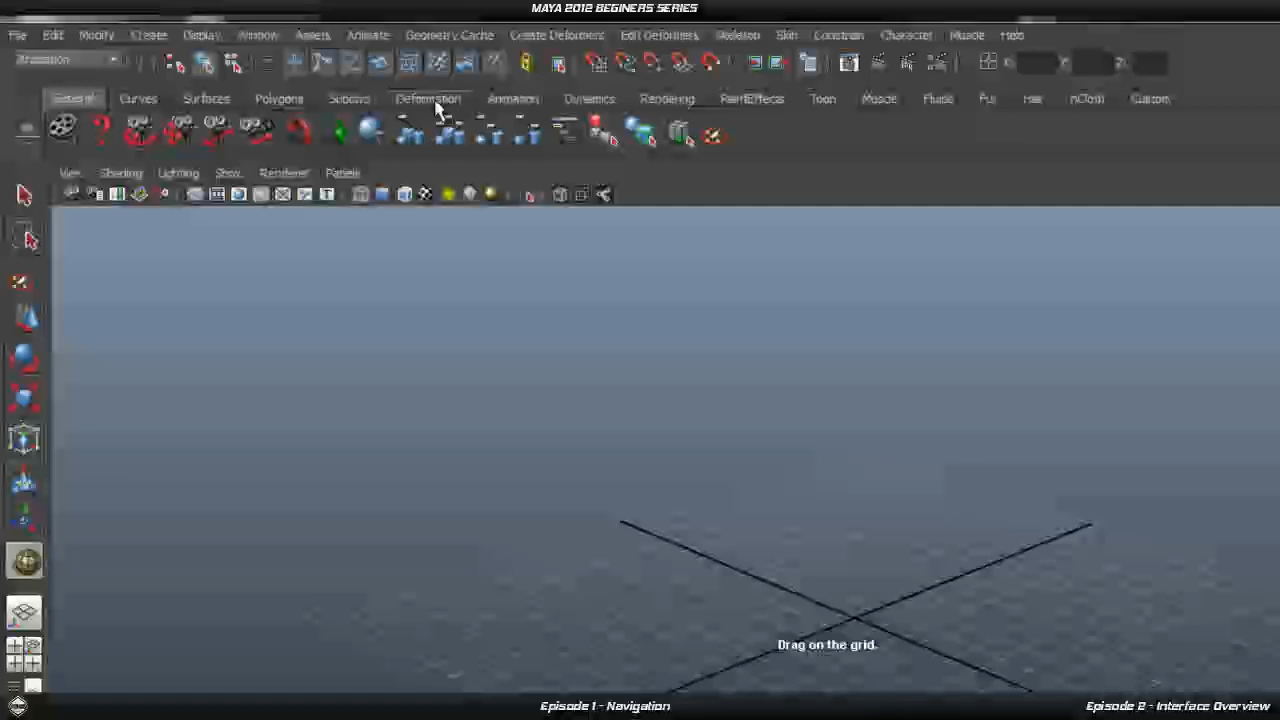 MAYA 2012 BEGINERS SERIES
File Edit Modify Create Display Window Assets Animate Geometry Cache Create Deformers Edit Deformers Skeleton Skin Constrain Character Muscle Help
Animation
General Curves Surfaces Polygons Subdivs Deformation Animation Dynamics Rendering PaintEffects Toon Muscle Fluids Fur Hair nCloth Custom
View Shading Lighting Show Renderer Panels
Drag on the grid.
Episode 1 - Navigation
Episode 2 - Interface Overview